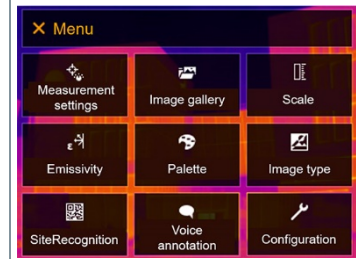 Menu
Measurement
settings
Image gallery
Scale
Emissivity
Palette
Image type
SiteRecognition
Voice
annotation
Configuration